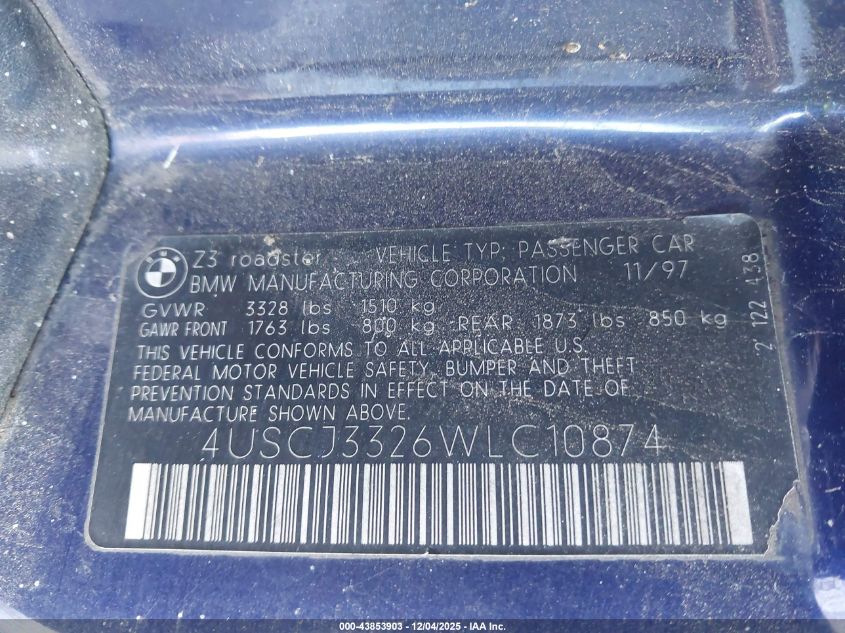 BMW
Z3 roadster VEHICLE TYP: PASSENGER CAR
BMW MANUFACTURING CORPORATION 11/97
GVWR 3328 lbs 1510 kg
GAWR FRONT 1763 lbs 800 kg -REAR 1873 lbs 850 kg
THIS VEHICLE CONFORMS TO ALL APPLICABLE U.S.
FEDERAL MOTOR VEHICLE SAFETY, BUMPER AND THEFT
PREVENTION STANDARDS IN EFFECT ON THE DATE OF
MANUFACTURE SHOWN ABOVE.
4USCJ3326WLC10874
2 122 438
000-43853903 - 12/04/2025 - IAA Inc.